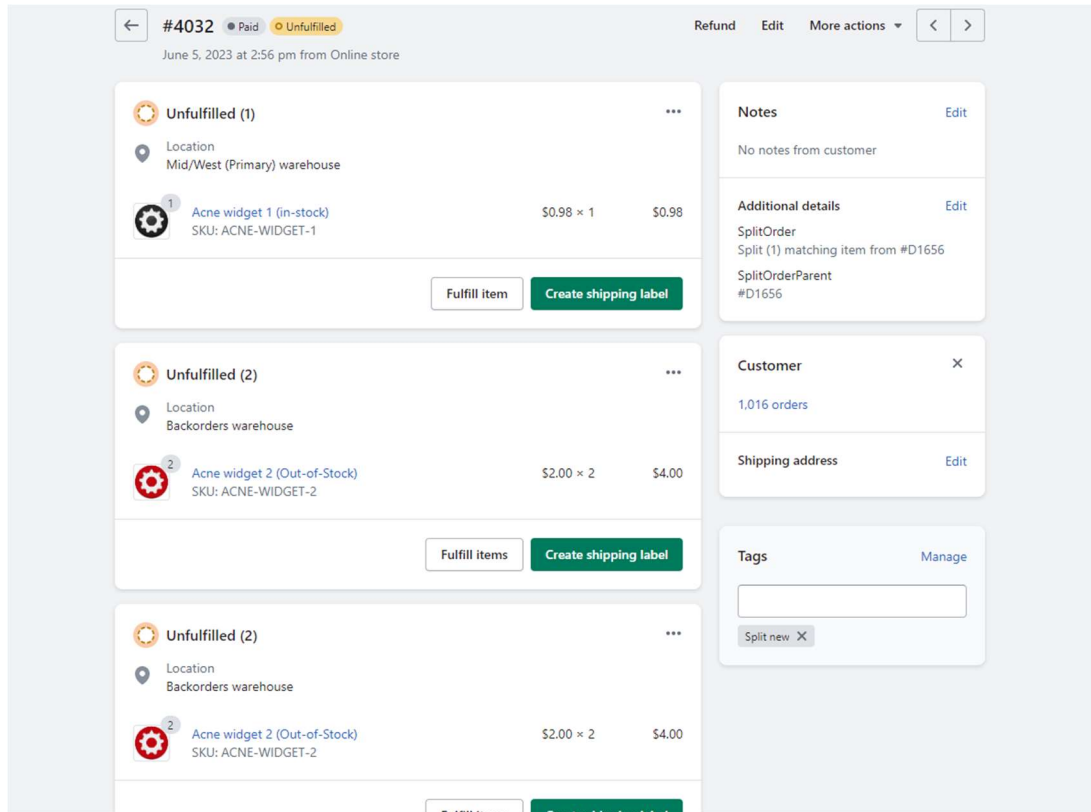 #4032 Paid Unfulfilled Refund Edit More actions
June 5, 2023 at 2:56 pm from Online store
Unfulfilled (1)
Location
Mid/West (Primary) warehouse
1
Acne widget 1 (in-stock) $0.98 × 1 $0.98
SKU: ACNE-WIDGET-1
Fulfill item Create shipping label
Unfulfilled (2)
Location
Backorders warehouse
2
Acne widget 2 (Out-of-Stock) $2.00 × 2 $4.00
SKU: ACNE-WIDGET-2
Fulfill items Create shipping label
Unfulfilled (2)
Location
Backorders warehouse
2
Acne widget 2 (Out-of-Stock) $2.00 × 2 $4.00
SKU: ACNE-WIDGET-2
Notes Edit
No notes from customer
Additional details Edit
SplitOrder
Split (1) matching item from #D1656
SplitOrderParent
#D1656
Customer
1,016 orders
Shipping address Edit
Tags Manage
Split new